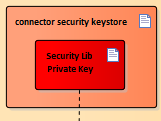 connector security keystore
Security Lib
Private Key